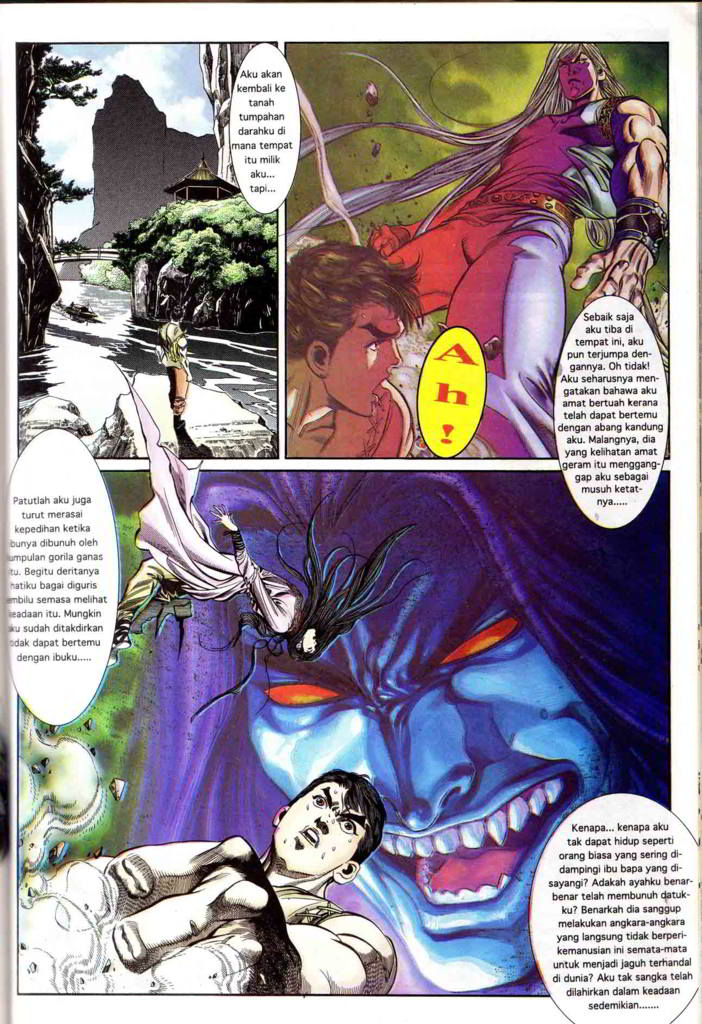 Aku akan
kembali ke
tanah
tumpahan
darahku di
mana tempat
itu milik
aku...
tapi...
Ah!
Sebaik saja
aku tiba di
tempat ini, aku
pun terjumpa den-
gannya. Oh tidak!
Aku seharusnya men-
gatakan bahawa aku
amat bertuah kerana
telah dapat bertemu
dengan abang kandung
aku. Malangnya, dia
yang kelihatan amat
geram itu mengang-
gap aku sebagai
musuh ketat-
nya.....
Patutlah aku juga
turut merasai
kepedihan ketika
ibunya dibunuh oleh
kumpulan gorila ganas
itu. Begitu deritanya
hatiku bagai diguris
sembilu semasa melihat
keadaan itu. Mungkin
aku sudah ditakdirkan
tidak dapat bertemu
dengan ibuku.....
Kenapa... kenapa aku
tak dapat hidup seperti
orang biasa yang sering di-
dampingi ibu bapa yang di-
sayangi? Adakah ayahku benar-
benar telah membunuh datuk-
ku? Benarkah dia sanggup
melakukan angkara-angkara
yang langsung tidak berperi-
kemanusian ini semata-mata
untuk menjadi jaguh terhandal
di dunia? Aku tak sangka telah
dilahirkan dalam keadaan
sedemikian.......